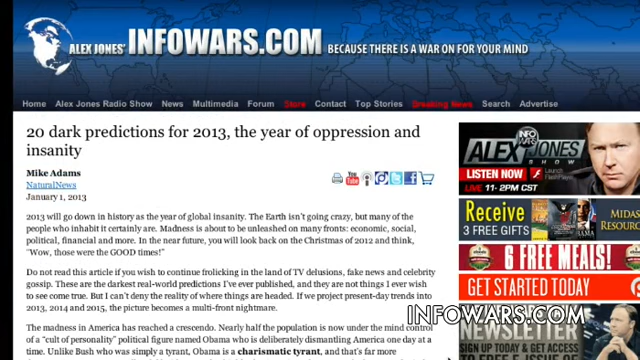 ALEX JONES' INFOWARS.COM BECAUSE THERE IS A WAR ON FOR YOUR MIND
Home Alex Jones Radio Show News Multimedia Forum Store Contact Top Stories Breaking News Search Advertise
20 dark predictions for 2013, the year of oppression and
insanity
Mike Adams
NaturalNews
January 1, 2013
You
Tube
2013 will go down in history as the year of global insanity. The Earth isn't going crazy, but many of the
people who inhabit it certainly are. Madness is about to be unleashed on many fronts: economic, social,
political, financial and more. In the near future, you will look back on the Christmas of 2012 and think,
"Wow, those were the GOOD times!"
Do not read this article if you wish to continue frolicking in the land of TV delusions, fake news and celebrity
gossip. These are the darkest real-world predictions I've ever published, and they are not things I ever wish
to see come true. But I can't deny the reality of where things are headed. If we project present-day trends into
2013, 2014 and 2015, the picture becomes a multi-front nightmare.
The madness in America has reached a crescendo. Nearly half the population is now under the mind control
of a "cult of personality" political figure named Obama who is deliberately dismantling America one day at a
time. Unlike Bush who was simply a tyrant, Obama is a charismatic tyrant, and that's far more
INFO
WARS
ALEX JONES
SHOW
LISTEN NOW
LIVE 11-2PM CST
Receive
3 FREE GIFTS
MIDAS
RESOURC
6 FREE MEALS!
GET STARTED TODAY
INFOWARS.COM
NEWSLETTER
SIGN UP TODAY & GET
ACCESS TO